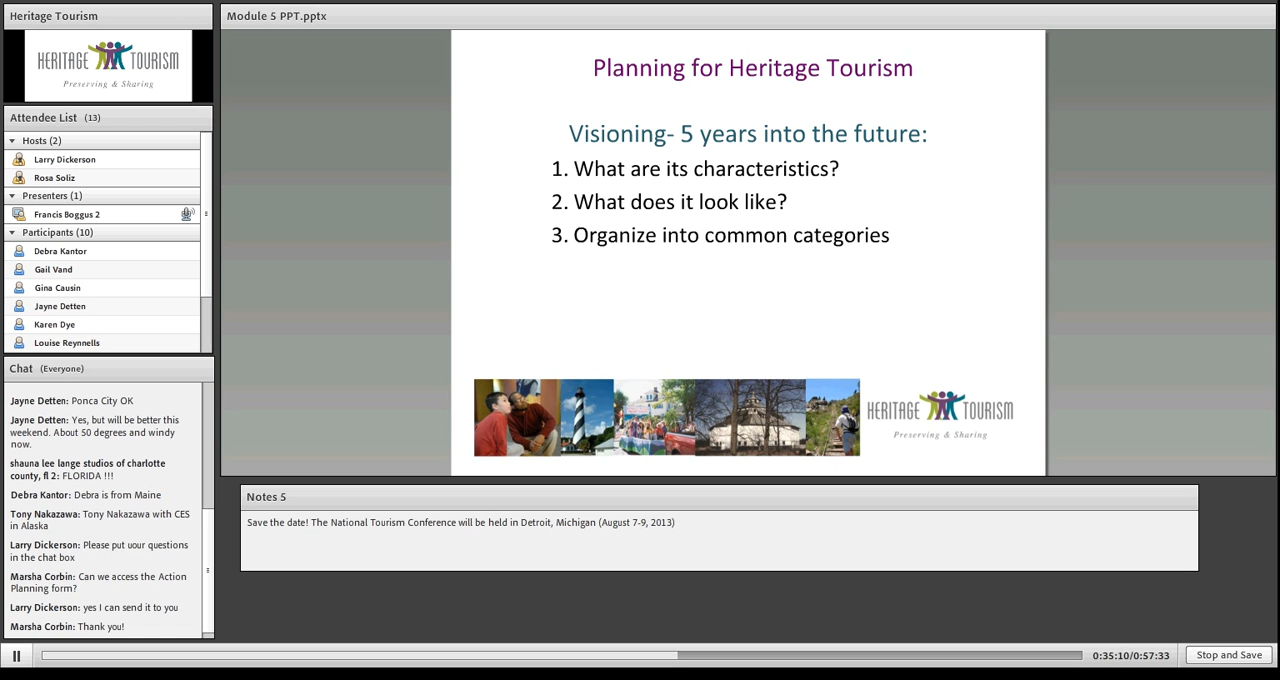 Heritage Tourism
HERITAGE TOURISM
Preserving & Sharing
Attendee List (13)
Hosts (2)
Larry Dickerson
Rosa Soliz
Presenters (1)
Francis Boggus 2
Participants (10)
Debra Kantor
Gail Vand
Gina Causin
Jayne Detten
Karen Dye
Louise Reynnells
Chat (Everyone)
Jayne Detten: Ponca City OK
Jayne Detten: Yes, but will be better this
weekend. About 50 degrees and windy
now.
shauna lee lange studios of charlotte
county, fl 2: FLORIDA !!!
Debra Kantor: Debra is from Maine
Tony Nakazawa: Tony Nakazawa with CES
in Alaska
Larry Dickerson: Please put uour questions
in the chat box
Marsha Corbin: Can we access the Action
Planning form?
Larry Dickerson: yes I can send it to you
Marsha Corbin: Thank you!
Module 5 PPT.pptx
Planning for Heritage Tourism
Visioning- 5 years into the future:
1. What are its characteristics?
2. What does it look like?
3. Organize into common categories
HERITAGE TOURISM
Preserving & Sharing
Notes 5
Save the date! The National Tourism Conference will be held in Detroit, Michigan (August 7-9, 2013)
0:35:10/0:57:33
Stop and Save